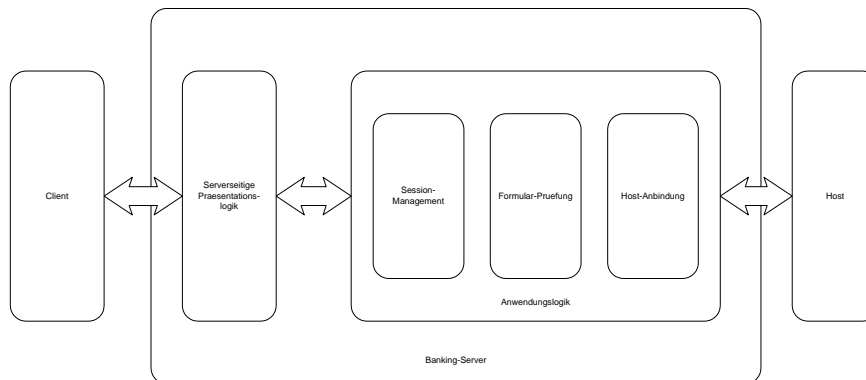 Client
Serverseitige
Praesentations-
logik
Session-
Management
Formular-Pruefung
Host-Anbindung
Host
Anwendungslogik
Banking-Server